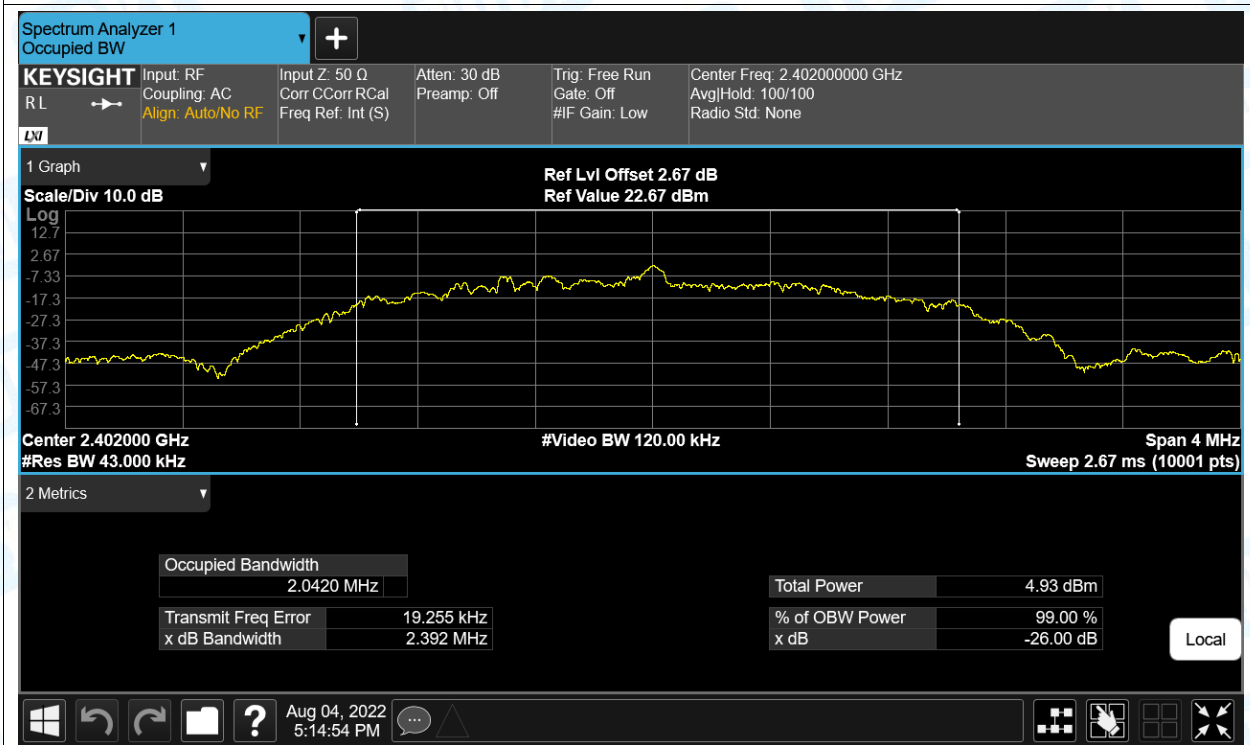 Spectrum Analyzer 1
Occupied BW
KEYSIGHT
R L
LXI
Input: RF
Coupling: AC
Align: Auto/No RF
Input Z: 50 Ω
Corr CCorr RCal
Freq Ref: Int (S)
Atten: 30 dB
Preamp: Off
Trig: Free Run
Gate: Off
#IF Gain: Low
Center Freq: 2.402000000 GHz
Avg|Hold: 100/100
Radio Std: None
1 Graph
Scale/Div 10.0 dB
Ref Lvl Offset 2.67 dB
Ref Value 22.67 dBm
Log
12.7
2.67
-7.33
-17.3
-27.3
-37.3
-47.3
-57.3
-67.3
Center 2.402000 GHz
#Video BW 120.00 kHz
Span 4 MHz
#Res BW 43.000 kHz
Sweep 2.67 ms (10001 pts)
2 Metrics
Occupied Bandwidth
2.0420 MHz
Total Power 4.93 dBm
Transmit Freq Error 19.255 kHz
% of OBW Power 99.00 %
x dB Bandwidth 2.392 MHz
x dB -26.00 dB
Local
?
Aug 04, 2022
5:14:54 PM